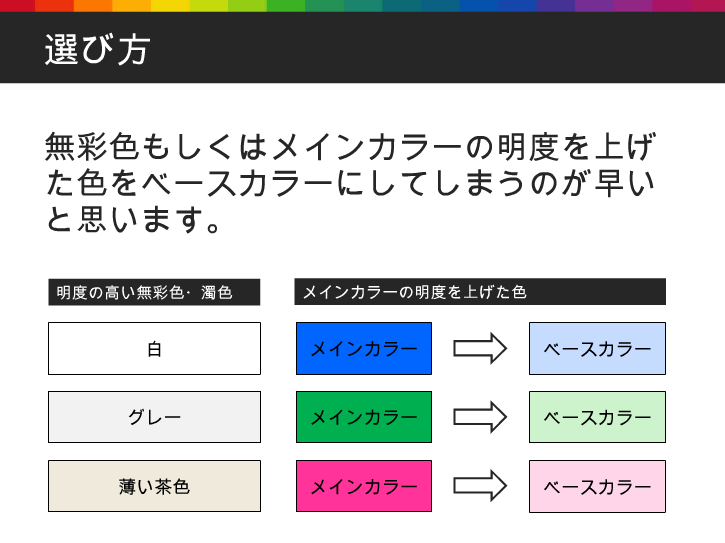 選び方
無彩色もしくはメインカラーの明度を上げ
た色をベースカラーにしてしまうのが早い
と思います。
明度の高い無彩色・濁色
メインカラーの明度を上げた色
白
メインカラー
ベースカラー
グレー
メインカラー
ベースカラー
薄い茶色
メインカラー
ベースカラー